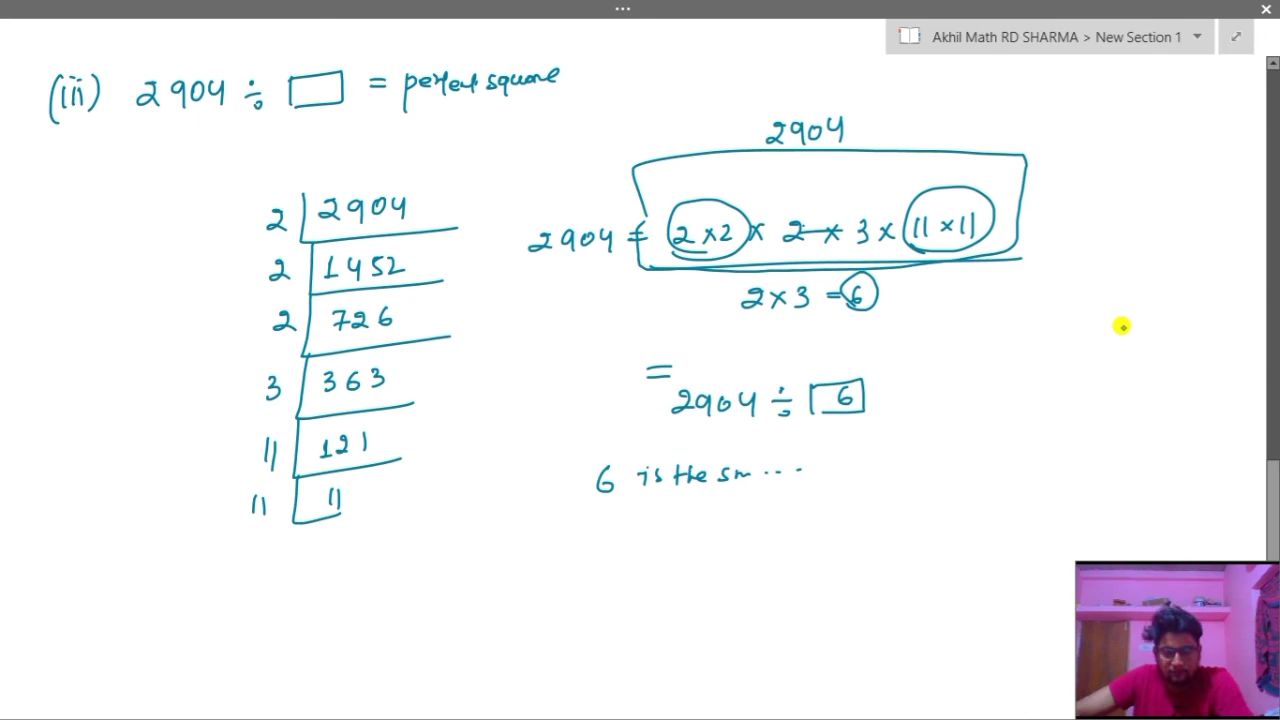 Akhil Math RD SHARMA > New Section 1
(iii) 2904 ÷ □ = perfect square
2904
2 | 2904
2 | 1452
2 | 726
3 | 363
11 | 121
11 | 11
2904 = 2 × 2 × 2 × 3 × 11 × 11
2 × 3 = 6
=
2904 ÷ 6
6 is the sm ....